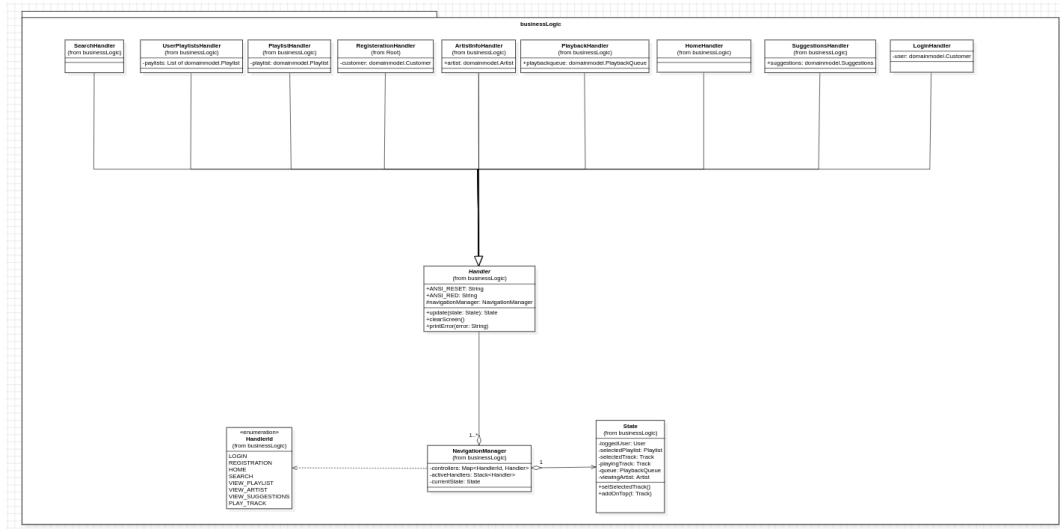 businessLogic
SearchHandler
(from businessLogic)
UserPlaylistsHandler
(from businessLogic)
-paylists: List of domainmodel.Playlist
PlaylistHandler
(from businessLogic)
-playlist: domainmodel.Playlist
RegisterationHandler
(from Root)
-customer: domainmodel.Customer
ArtistInfoHandler
(from businessLogic)
+artist: domainmodel.Artist
PlaybackHandler
(from businessLogic)
+playbackqueue: domainmodel.PlaybackQueue
HomeHandler
(from businessLogic)
SuggestionsHandler
(from businessLogic)
+suggestions: domainmodel.Suggestions
LoginHandler
-user: domainmodel.Customer
Handler
(from businessLogic)
+ANSI_RESET: String
+ANSI_RED: String
#navigationManager: NavigationManager
+update(state: State): State
+clearScreen()
+printError(error: String)
1..*
«enumeration»
HandlerId
(from businessLogic)
LOGIN
REGISTRATION
HOME
SEARCH
VIEW_PLAYLIST
VIEW_ARTIST
VIEW_SUGGESTIONS
PLAY_TRACK
NavigationManager
(from businessLogic)
-controllers: Map<HandlerId, Handler>
-activeHandlers: Stack<Handler>
-currentState: State
1
State
(from businessLogic)
-loggedUser: User
-selectedPlaylist: Playlist
-selectedTrack: Track
-playingTrack: Track
-queue: PlaybackQueue
-viewingArtist: Artist
+setSelectedTrack()
+addOnTop(t: Track)